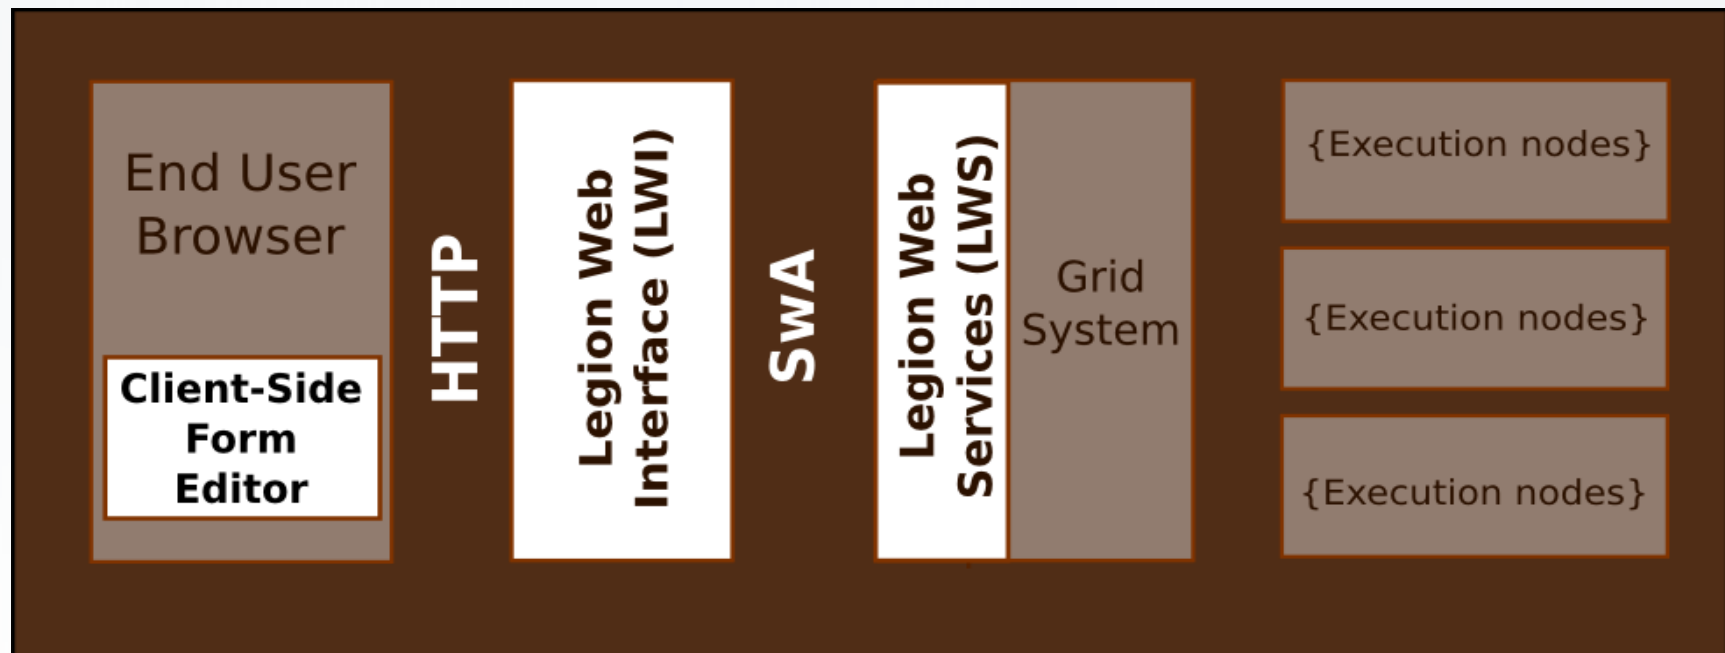 End User
Browser
Client-Side
Form
Editor
HTTP
Legion Web
Interface (LWI)
SwA
Legion Web
Services (LWS)
Grid
System
{Execution nodes}
{Execution nodes}
{Execution nodes}